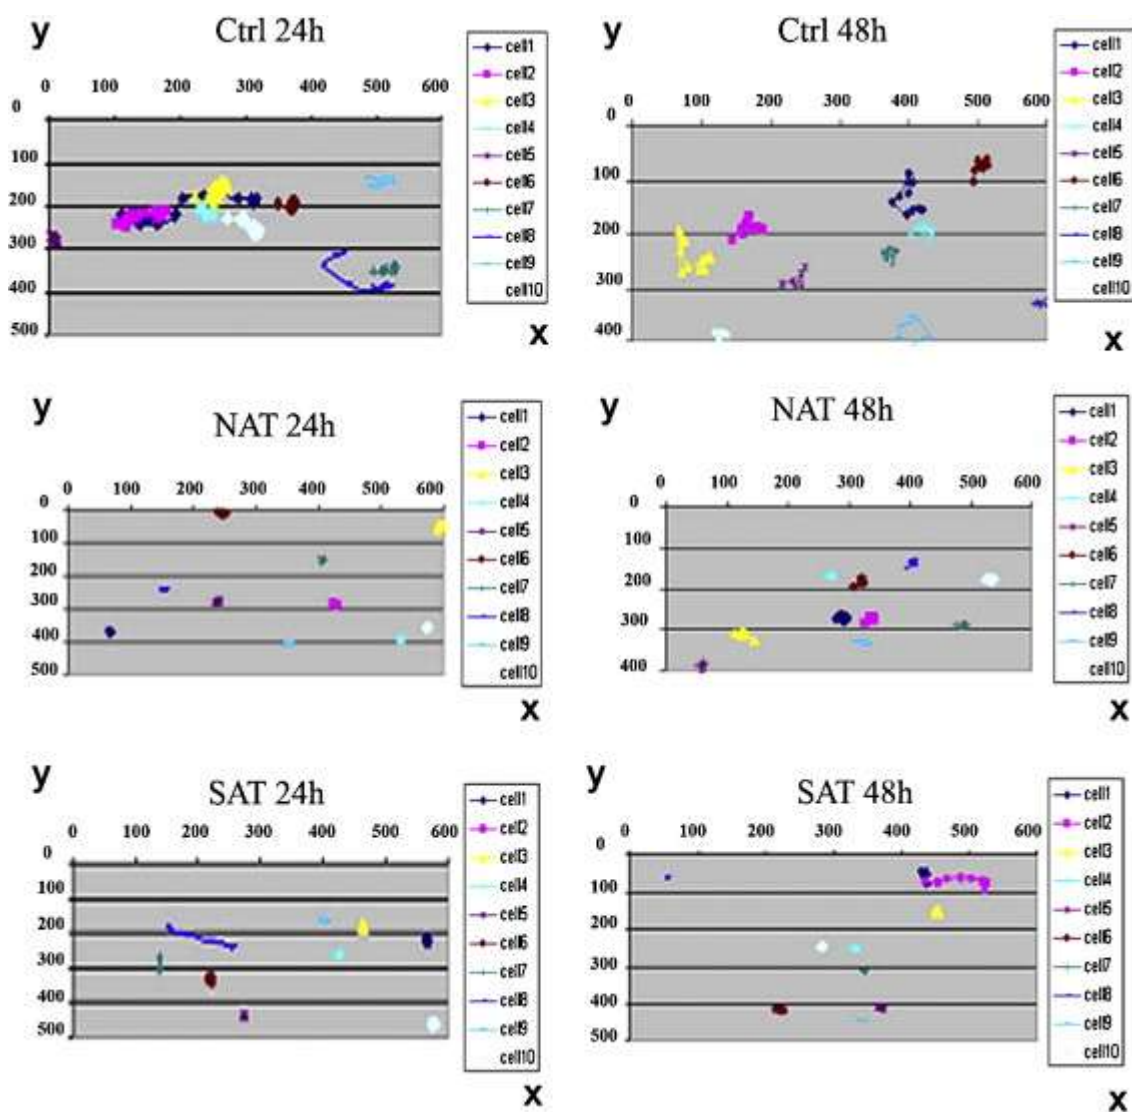 y Ctrl 24h
0 100 200 300 400 500 600
0
100
200
300
400
500
x
cell1
cell2
cell3
cell4
cell5
cell6
cell7
cell8
cell9
cell10
y Ctrl 48h
0 100 200 300 400 500 600
0
100
200
300
400
x
cell1
cell2
cell3
cell4
cell5
cell6
cell7
cell8
cell9
cell10
y NAT 24h
0 100 200 300 400 500 600
0
100
200
300
400
500
x
cell1
cell2
cell3
cell4
cell5
cell6
cell7
cell8
cell9
cell10
y NAT 48h
0 100 200 300 400 500 600
0
100
200
300
400
x
cell1
cell2
cell3
cell4
cell5
cell6
cell7
cell8
cell9
cell10
y SAT 24h
0 100 200 300 400 500 600
0
100
200
300
400
500
x
cell1
cell2
cell3
cell4
cell5
cell6
cell7
cell8
cell9
cell10
y SAT 48h
0 100 200 300 400 500 600
0
100
200
300
400
500
x
cell1
cell2
cell3
cell4
cell5
cell6
cell7
cell8
cell9
cell10